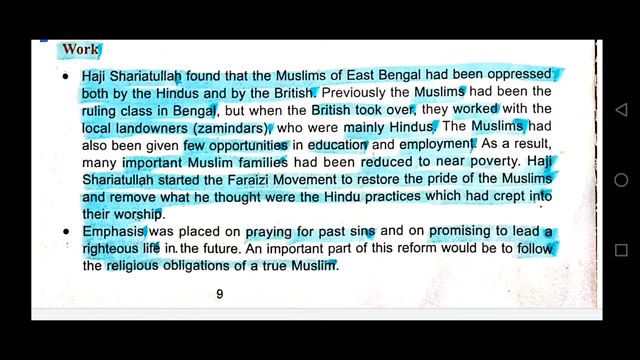 Work
• Haji Shariatullah found that the Muslims of East Bengal had been oppressed
both by the Hindus and by the British. Previously the Muslims had been the
ruling class in Bengal, but when the British took over, they worked with the
local landowners (zamindars), who were mainly Hindus. The Muslims had
also been given few opportunities in education and employment. As a result,
many important Muslim families had been reduced to near poverty. Haji
Shariatullah started the Faraizi Movement to restore the pride of the Muslims
and remove what he thought were the Hindu practices which had crept into
their worship.
• Emphasis was placed on praying for past sins and on promising to lead a
righteous life in the future. An important part of this reform would be to follow
the religious obligations of a true Muslim.
9